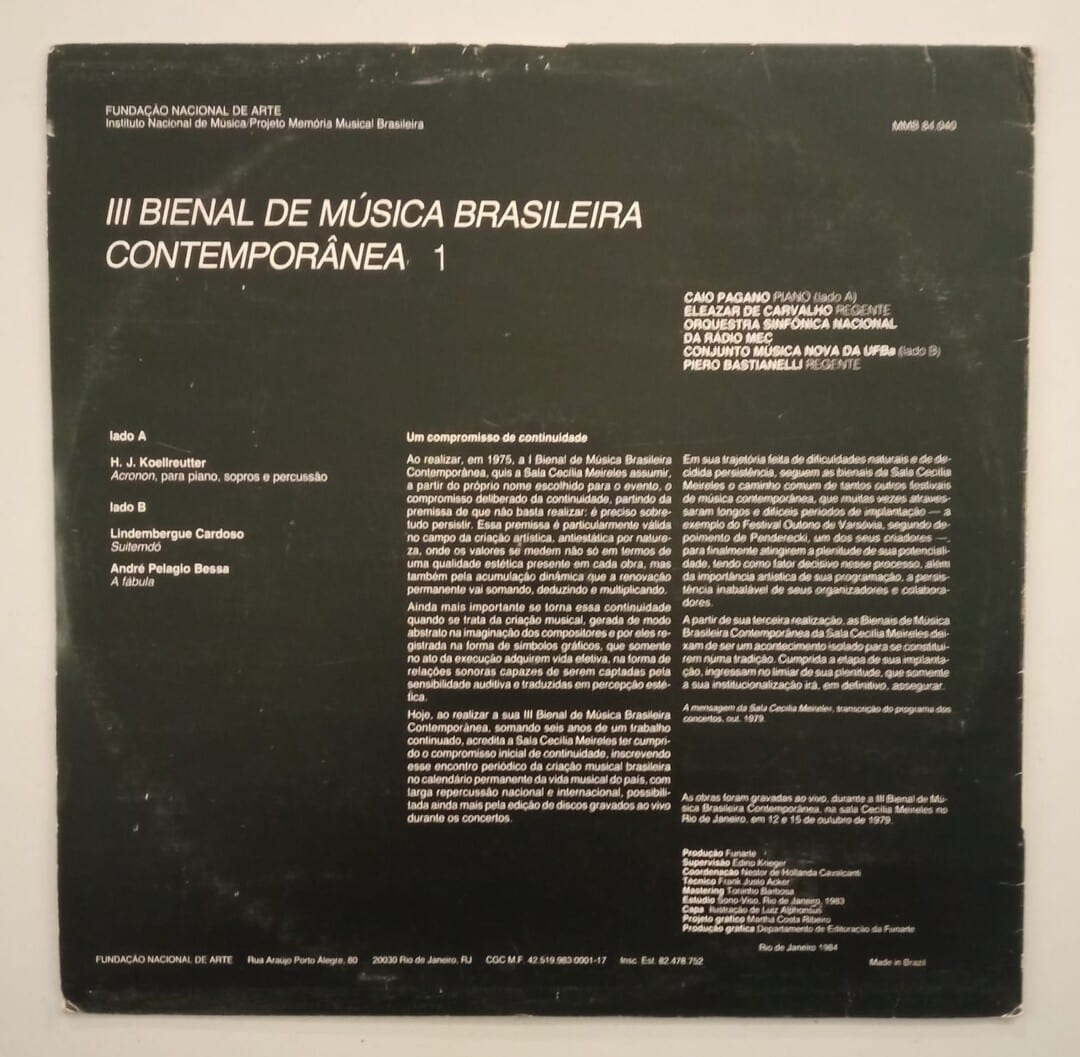 FUNDAÇÃO NACIONAL DE ARTE
Instituto Nacional de Música/Projeto Memória Musical Brasileira
MMB 84.040
III BIENAL DE MÚSICA BRASILEIRA
CONTEMPORÂNEA 1
CAIO PAGANO PIANO (lado A)
ELEAZAR DE CARVALHO REGENTE
ORQUESTRA SINFÔNICA NACIONAL
DA RÁDIO MEC
CONJUNTO MÚSICA NOVA DA UFBa (lado B)
PIERO BASTIANELLI REGENTE
lado A
H. J. Koellreutter
Acronon, para piano, sopros e percussão
lado B
Lindembergue Cardoso
Suitemdó
André Pelagio Bessa
A fábula
Um compromisso de continuidade
Ao realizar, em 1975, a I Bienal de Música Brasileira
Contemporânea, quis a Sala Cecília Meireles assumir,
a partir do próprio nome escolhido para o evento, o
compromisso deliberado da continuidade, partindo da
premissa de que não basta realizar: é preciso sobre-
tudo persistir. Essa premissa é particularmente válida
no campo da criação artística, antiestática por nature-
za, onde os valores se medem não só em termos de
uma qualidade estética presente em cada obra, mas
também pela acumulação dinâmica que a renovação
permanente vai somando, deduzindo e multiplicando.
Ainda mais importante se torna essa continuidade
quando se trata da criação musical, gerada de modo
abstrato na imaginação dos compositores e por eles re-
gistrada na forma de símbolos gráficos, que somente
no ato da execução adquirem vida efetiva, na forma de
relações sonoras capazes de serem captadas pela
sensibilidade auditiva e traduzidas em percepção esté-
tica.
Hoje, ao realizar a sua III Bienal de Música Brasileira
Contemporânea, somando seis anos de um trabalho
continuado, acredita a Sala Cecília Meireles ter cumpri-
do o compromisso inicial de continuidade, inscrevendo
esse encontro periódico da criação musical brasileira
no calendário permanente da vida musical do país, com
larga repercussão nacional e internacional, possibili-
tada ainda mais pela edição de discos gravados ao vivo
durante os concertos.
Em sua trajetória feita de dificuldades naturais e de de-
cidida persistência, seguem as bienais da Sala Cecília
Meireles o caminho comum de tantos outros festivais
de música contemporânea, que muitas vezes atraves-
saram longos e difíceis períodos de implantação — a
exemplo do Festival Outono de Varsóvia, segundo de-
poimento de Penderecki, um dos seus criadores —,
para finalmente atingirem a plenitude de sua potenciali-
dade, tendo como fator decisivo nesse processo, além
da importância artística de sua programação, a persis-
tência inabalável de seus organizadores e colabora-
dores.
A partir de sua terceira realização, as Bienais de Música
Brasileira Contemporânea da Sala Cecília Meireles dei-
xam de ser um acontecimento isolado para se constitui-
rem numa tradição. Cumprida a etapa de sua implanta-
ção, ingressam no limiar de sua plenitude, que somente
a sua institucionalização irá, em definitivo, assegurar.
A mensagem da Sala Cecília Meireles, transcrição do programa dos
concertos, out. 1979.
As obras foram gravadas ao vivo, durante a III Bienal de Mú-
sica Brasileira Contemporânea, na sala Cecília Meireles no
Rio de Janeiro, em 12 e 15 de outubro de 1979.
Produção Funarte
Supervisão Edino Krieger
Coordenação Nestor de Hollanda Cavalcanti
Técnico Frank Justo Acker
Mastering Toninho Barbosa
Estúdio Sono-Viso, Rio de Janeiro, 1983
Capa Ilustração de Luiz Alphonsus
Projeto gráfico Martha Costa Ribeiro
Produção gráfica Departamento de Editoração da Funarte
Rio de Janeiro 1984
FUNDAÇÃO NACIONAL DE ARTE Rua Araújo Porto Alegre, 80 20030 Rio de Janeiro, RJ CGC M.F. 42.519.983.0001-17 Insc. Est. 82.478.752
Made in Brazil